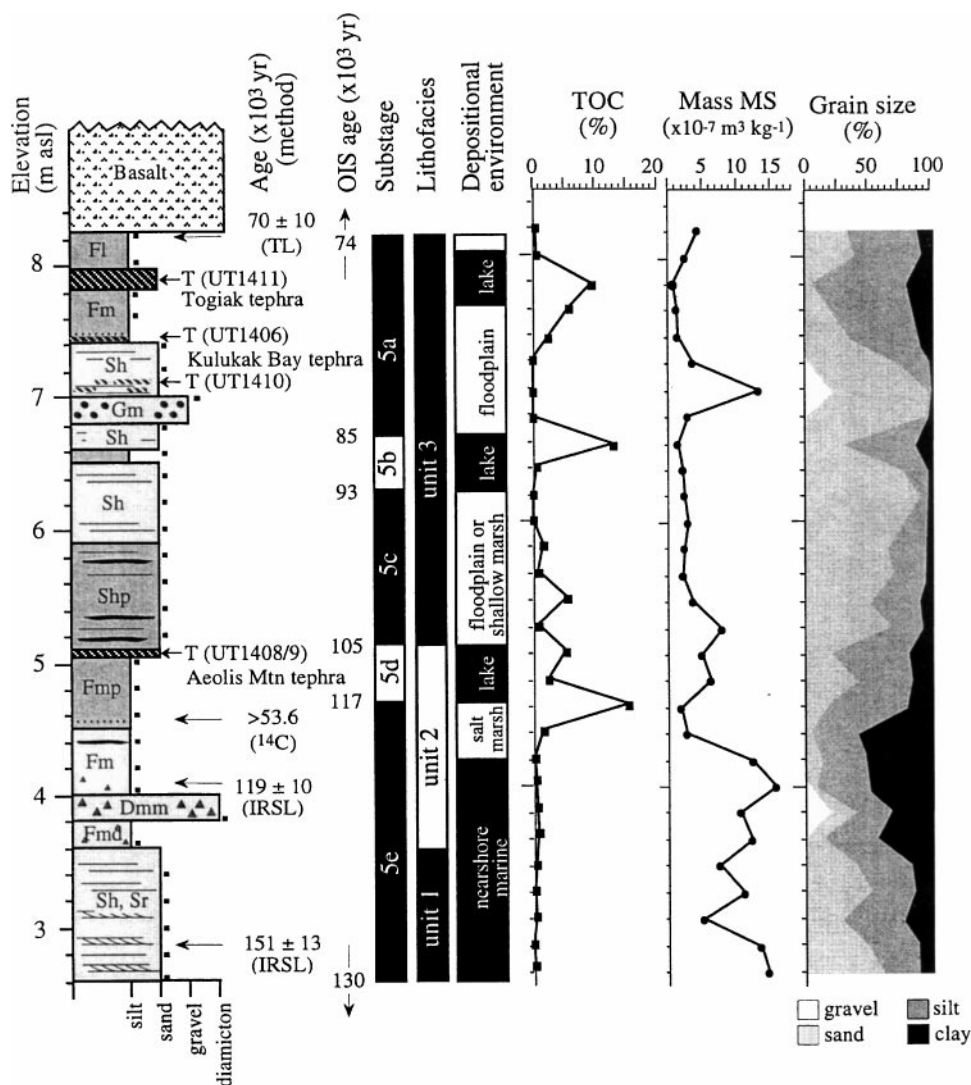 Elevation
(m asl)
Age (x10³ yr)
(method)
OIS age (x10³ yr)
Substage
Lithofacies
Depositional
environment
TOC
(%)
Mass MS
(x10-7 m³ kg-1)
Grain size
(%)
0 10 20
0 5 10 15
0 50 100
Basalt
70 ± 10
(TL)
74
8
Fl
T (UT1411)
Togiak tephra
lake
Fm
T (UT1406)
Kulukak Bay tephra
5a
floodplain
Sh
T (UT1410)
7
Gm
Sh
85
5b
unit 3
lake
93
Sh
6
5c
floodplain or
shallow marsh
Shp
105
T (UT1408/9)
Aeolis Mtn tephra
5
5d
lake
Fmp
117
>53.6
(14C)
salt
marsh
unit 2
Fm
119 ± 10
(IRSL)
4
Dmm
Fmd
5e
nearshore
marine
Sh, Sr
unit 1
3
151 ± 13
(IRSL)
130
silt
sand
gravel
diamicton
gravel
silt
sand
clay